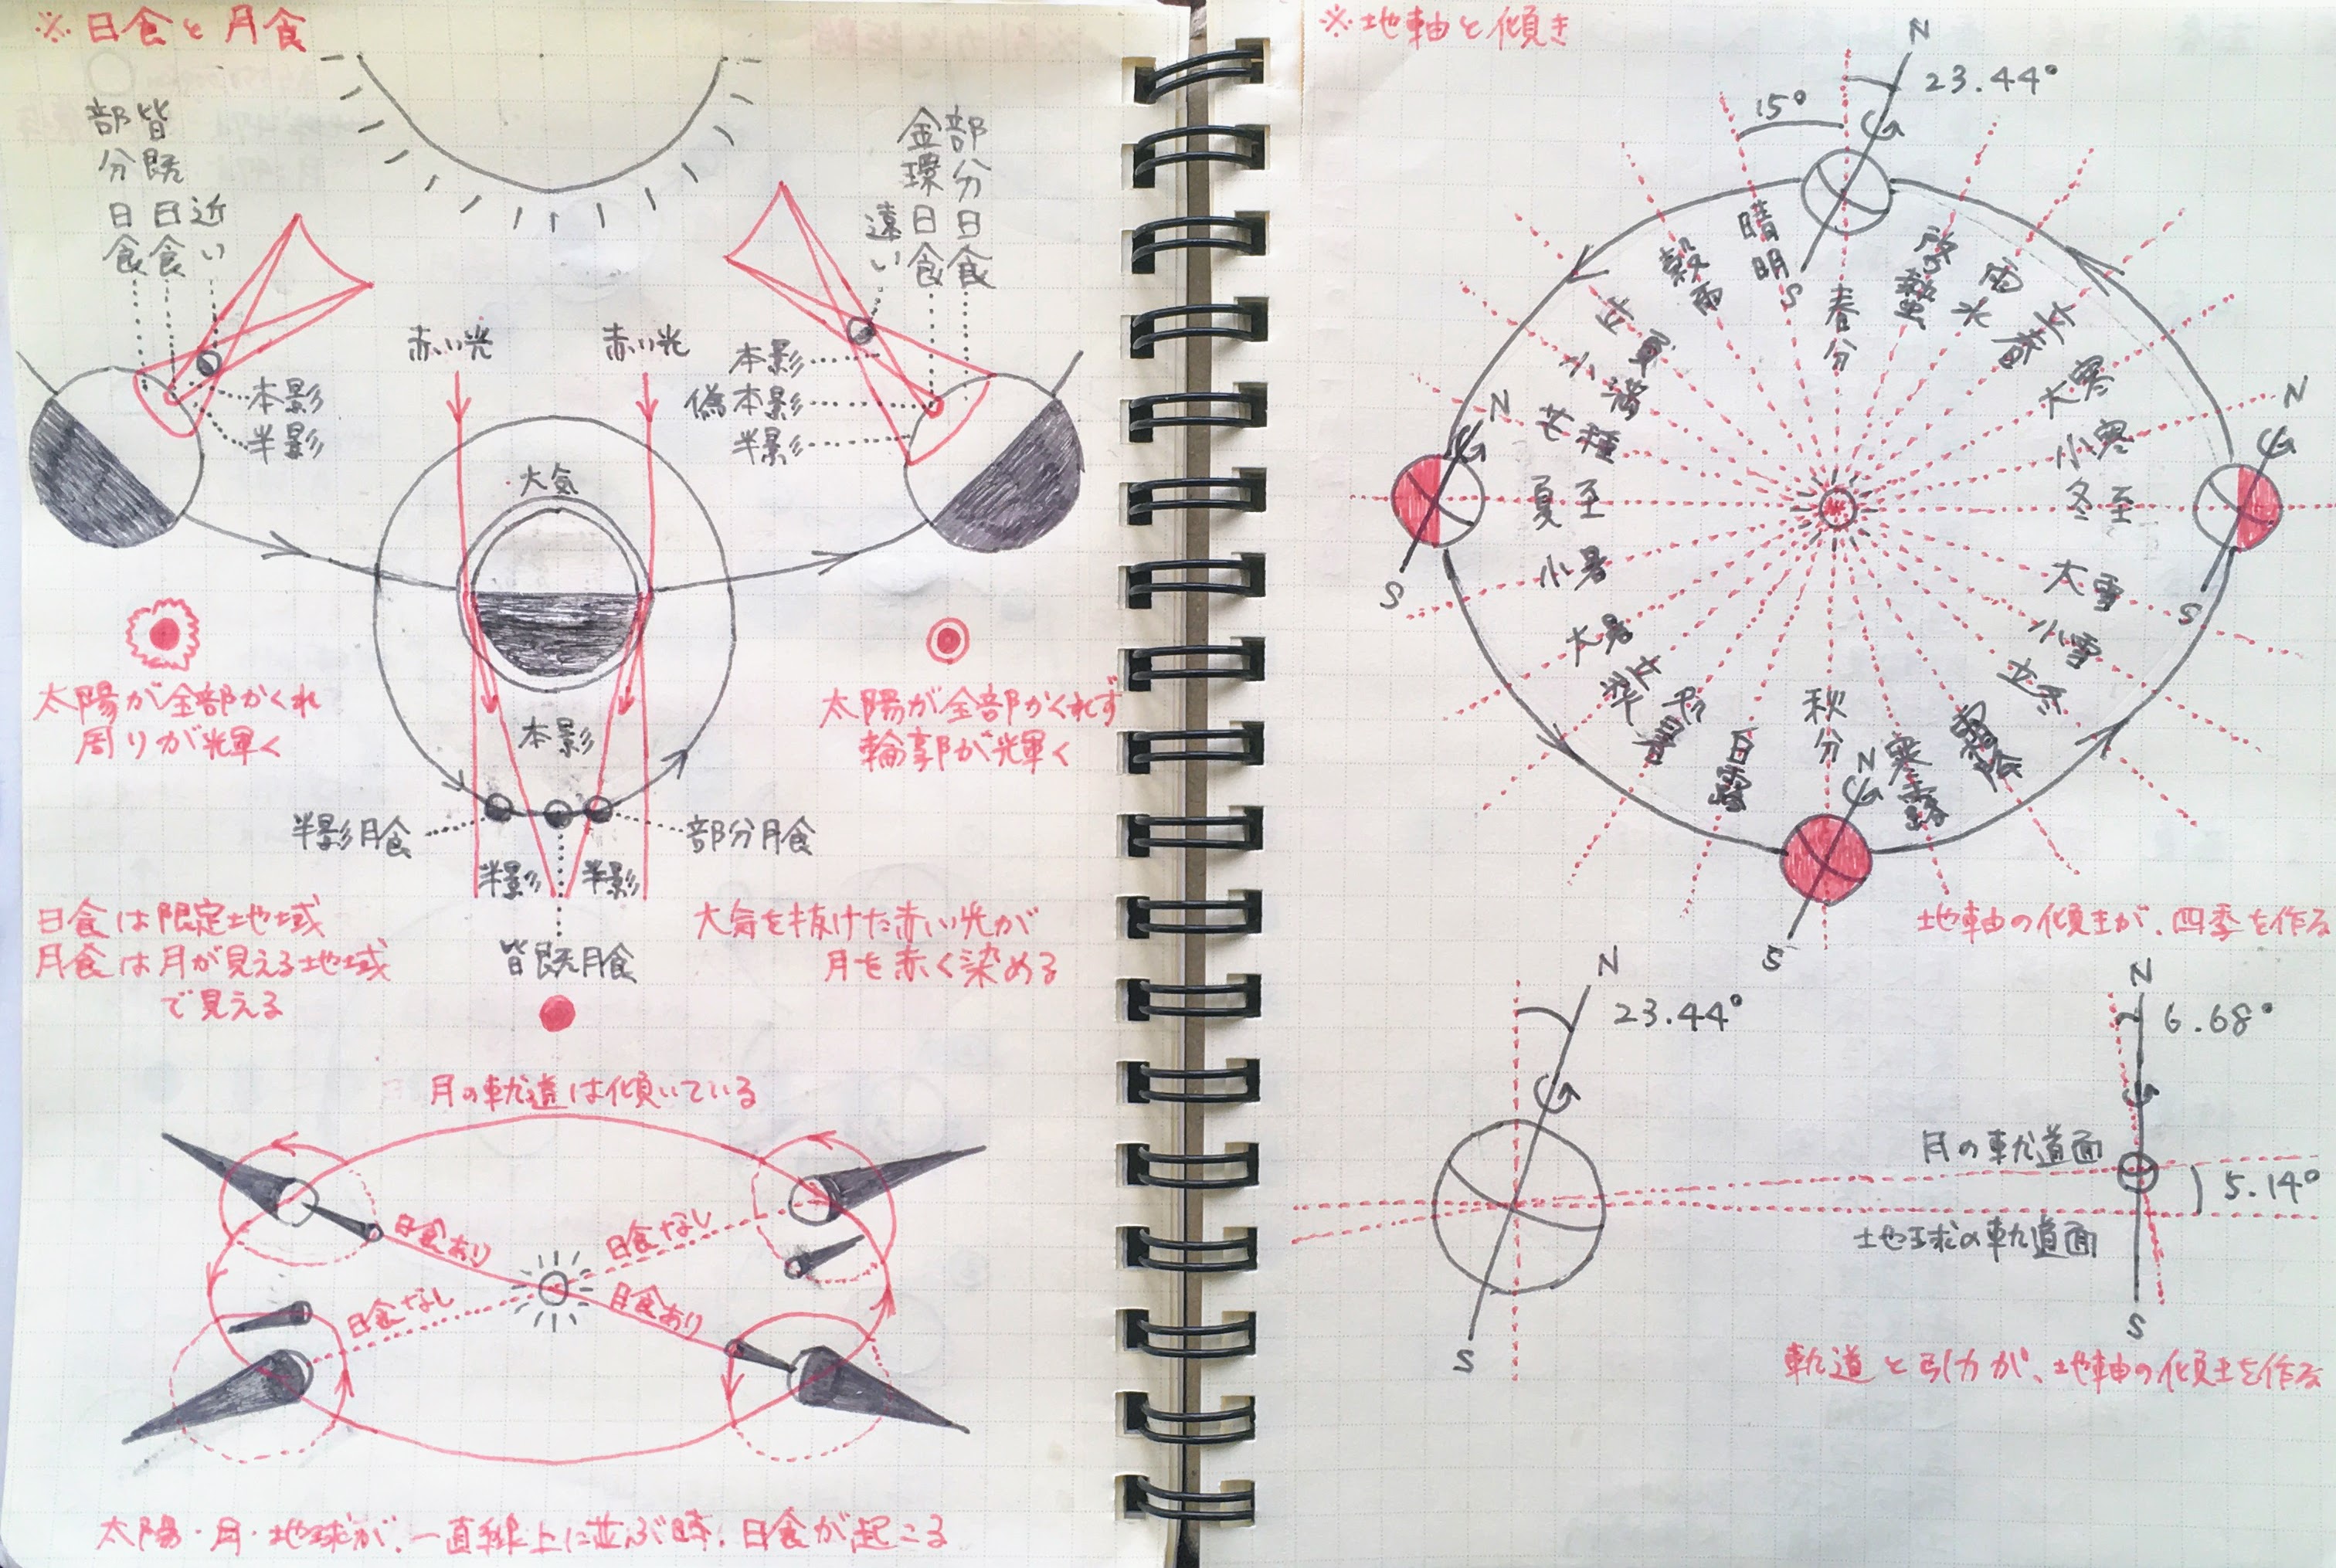 ※日食と月食
部分日食
皆既日食
近い
本影
半影
赤い光
赤い光
部分日食
金環日食
遠い
本影
偽本影
半影
大気
太陽が全部かくれ
周りが光輝く
太陽が全部かくれず
輪郭が光輝く
本影
半影月食
部分月食
半影
半影
皆既月食
日食は限定地域
月食は月が見える地域
で見える
大気を抜けた赤い光が
月を赤く染める
月の軌道は傾いている
日食あり
日食なし
日食なし
月食あり
太陽・月・地球が、一直線上に並ぶ時、日食が起こる
※地軸と傾き
N
23.44°
15°
S
春分
晴明
穀雨
立夏
小満
芒種
夏至
小暑
大暑
立秋
処暑
白露
秋分
寒露
霜降
立冬
小雪
大雪
冬至
小寒
大寒
立春
雨水
啓蟄
N
S
N
S
N
S
地軸の傾きが、四季を作る
N
23.44°
S
N
6.68°
月の軌道面
5.14°
地球の軌道面
S
軌道と引力が、地軸の傾きを作る